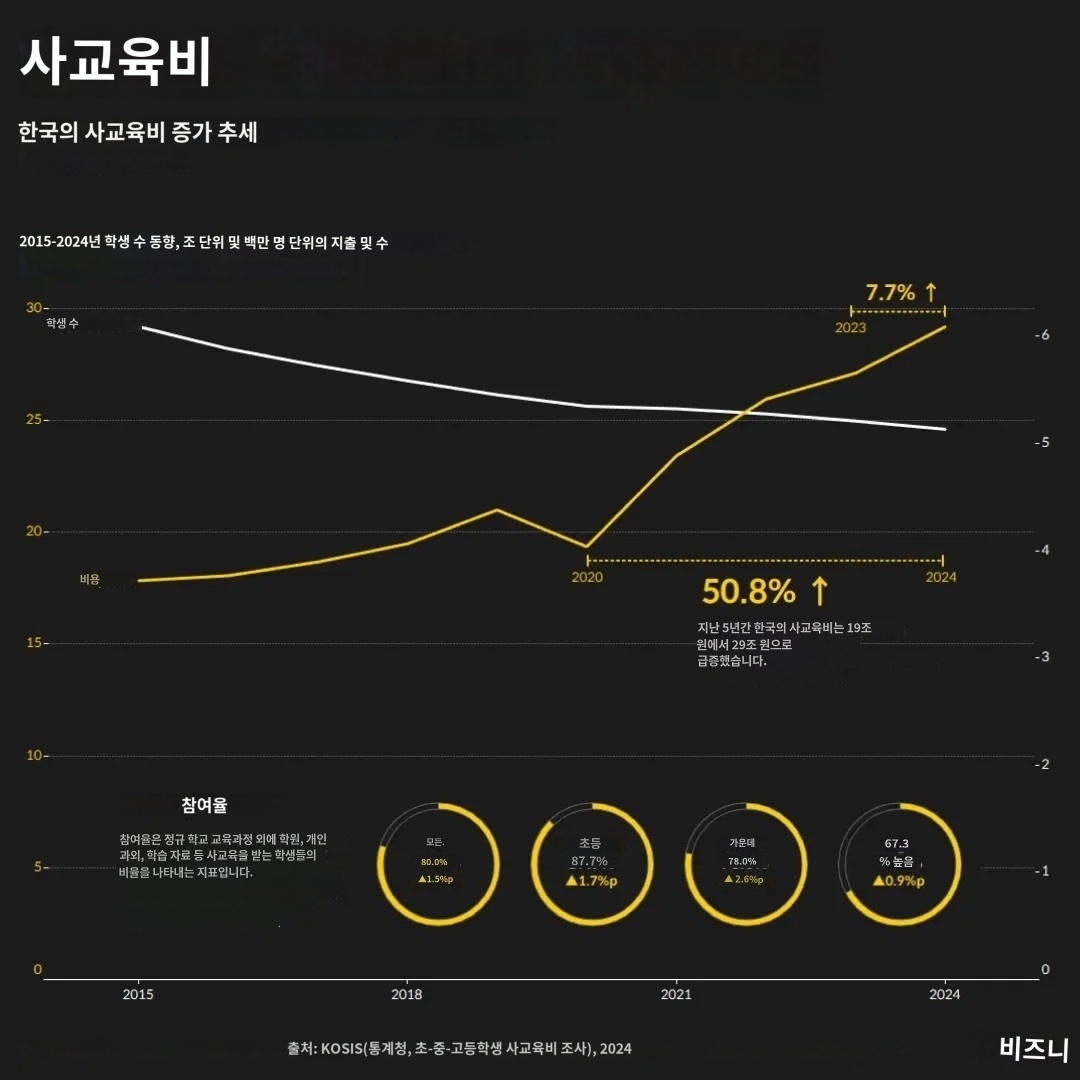 사교육비
한국의 사교육비 증가 추세
2015-2024년 학생 수 동향, 조 단위 및 백만 명 단위의 지출 및 수
7.7% ↑
30
학생 수
2023
6
25
5
20
4
비용
2020
2024
50.8% ↑
지난 5년간 한국의 사교육비는 19조
원에서 29조 원으로
급증했습니다.
15
3
10
2
참여율
참여율은 정규 학교 교육과정 외에 학원, 개인
과외, 학습 자료 등 사교육을 받는 학생들의
비율을 나타내는 지표입니다.
모든.
80.0%
▲1.5%p
초등
87.7%
▲1.7%p
가운데
78.0%
▲2.6%p
67.3
% 높음
▲0.9%p
5
1
0
0
2015
2018
2021
2024
출처: KOSIS(통계청, 초-중-고등학생 사교육비 조사), 2024
비즈니